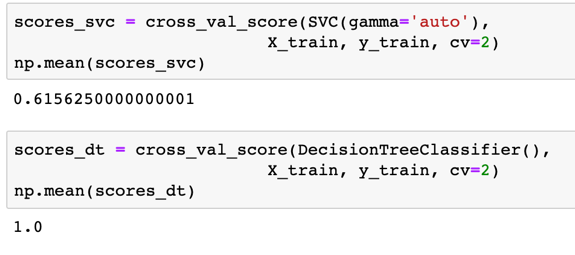 scores_svc = cross_val_score(SVC(gamma='auto'),
X_train, y_train, cv=2)
np.mean(scores_svc)
0.6156250000000001
scores_dt = cross_val_score(DecisionTreeClassifier(),
X_train, y_train, cv=2)
np.mean(scores_dt)
1.0